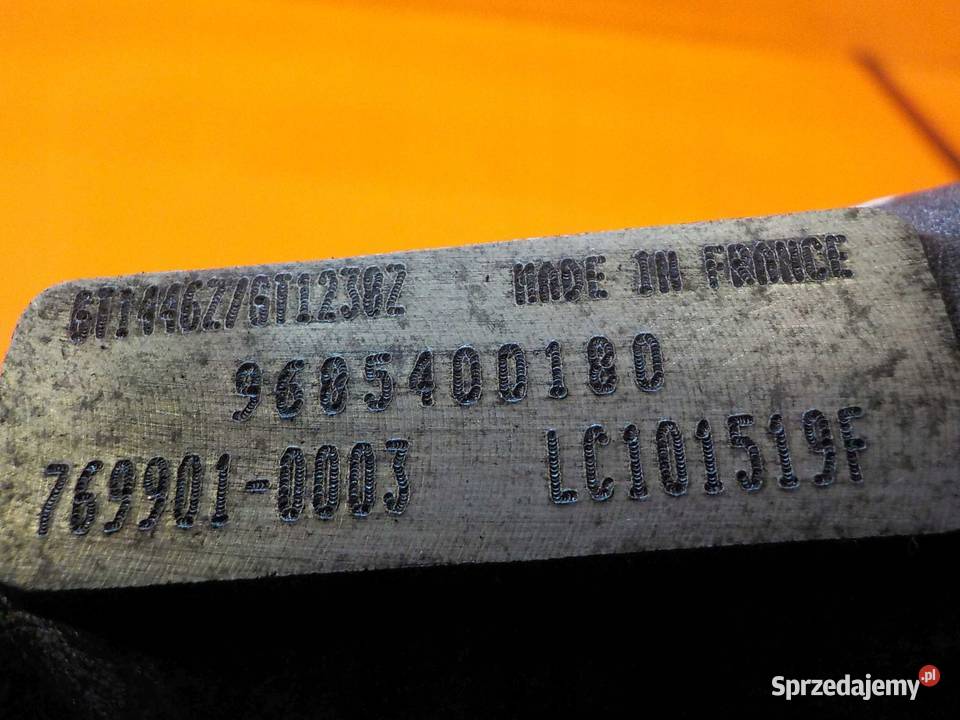 GT1446Z/GT1238Z MADE IN FRANCE
9685400180
769901-0003 LC101519F
Sprzedajemy.pl